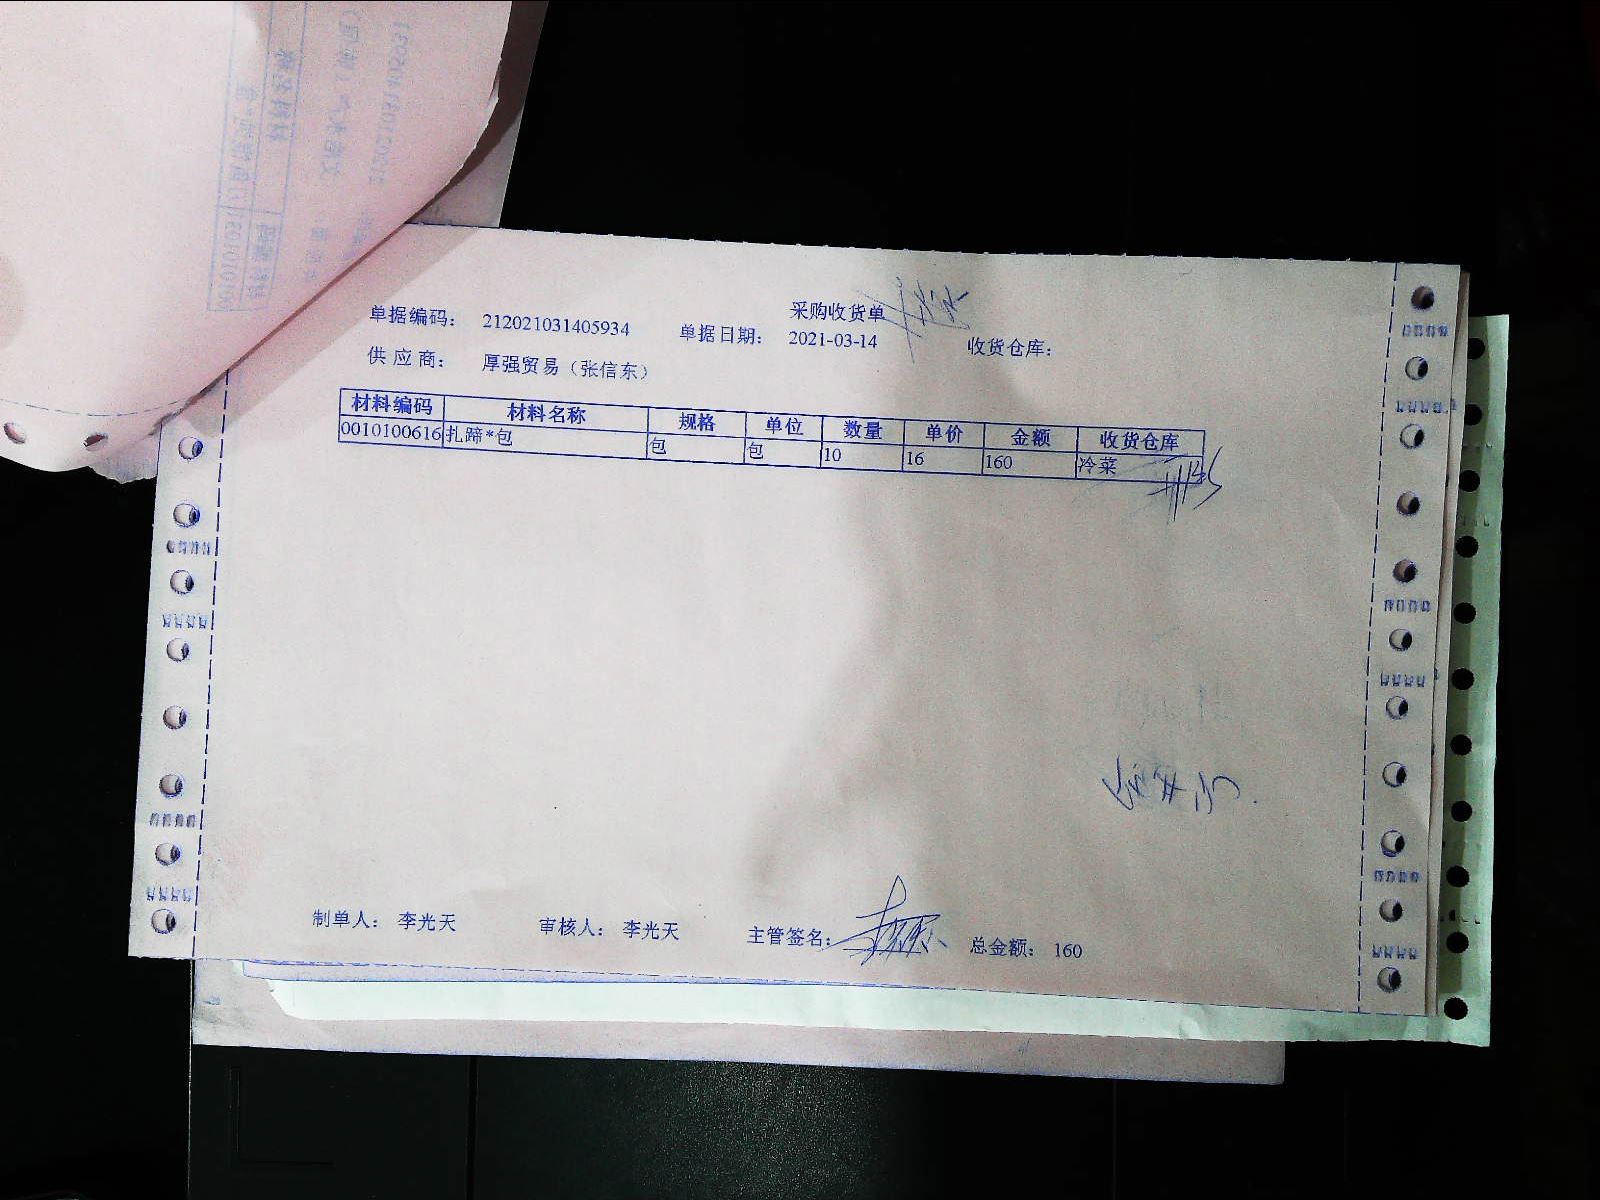 采购收货单
单据编码： 212021031405934 单据日期： 2021-03-14 收货仓库：
供 应 商： 厚强贸易（张信东）
材料编码 材料名称 规格 单位 数量 单价 金额 收货仓库
0010100616 扎蹄*包 包 包 10 16 160 冷菜
制单人： 李光天 审核人： 李光天 主管签名： 总金额： 160